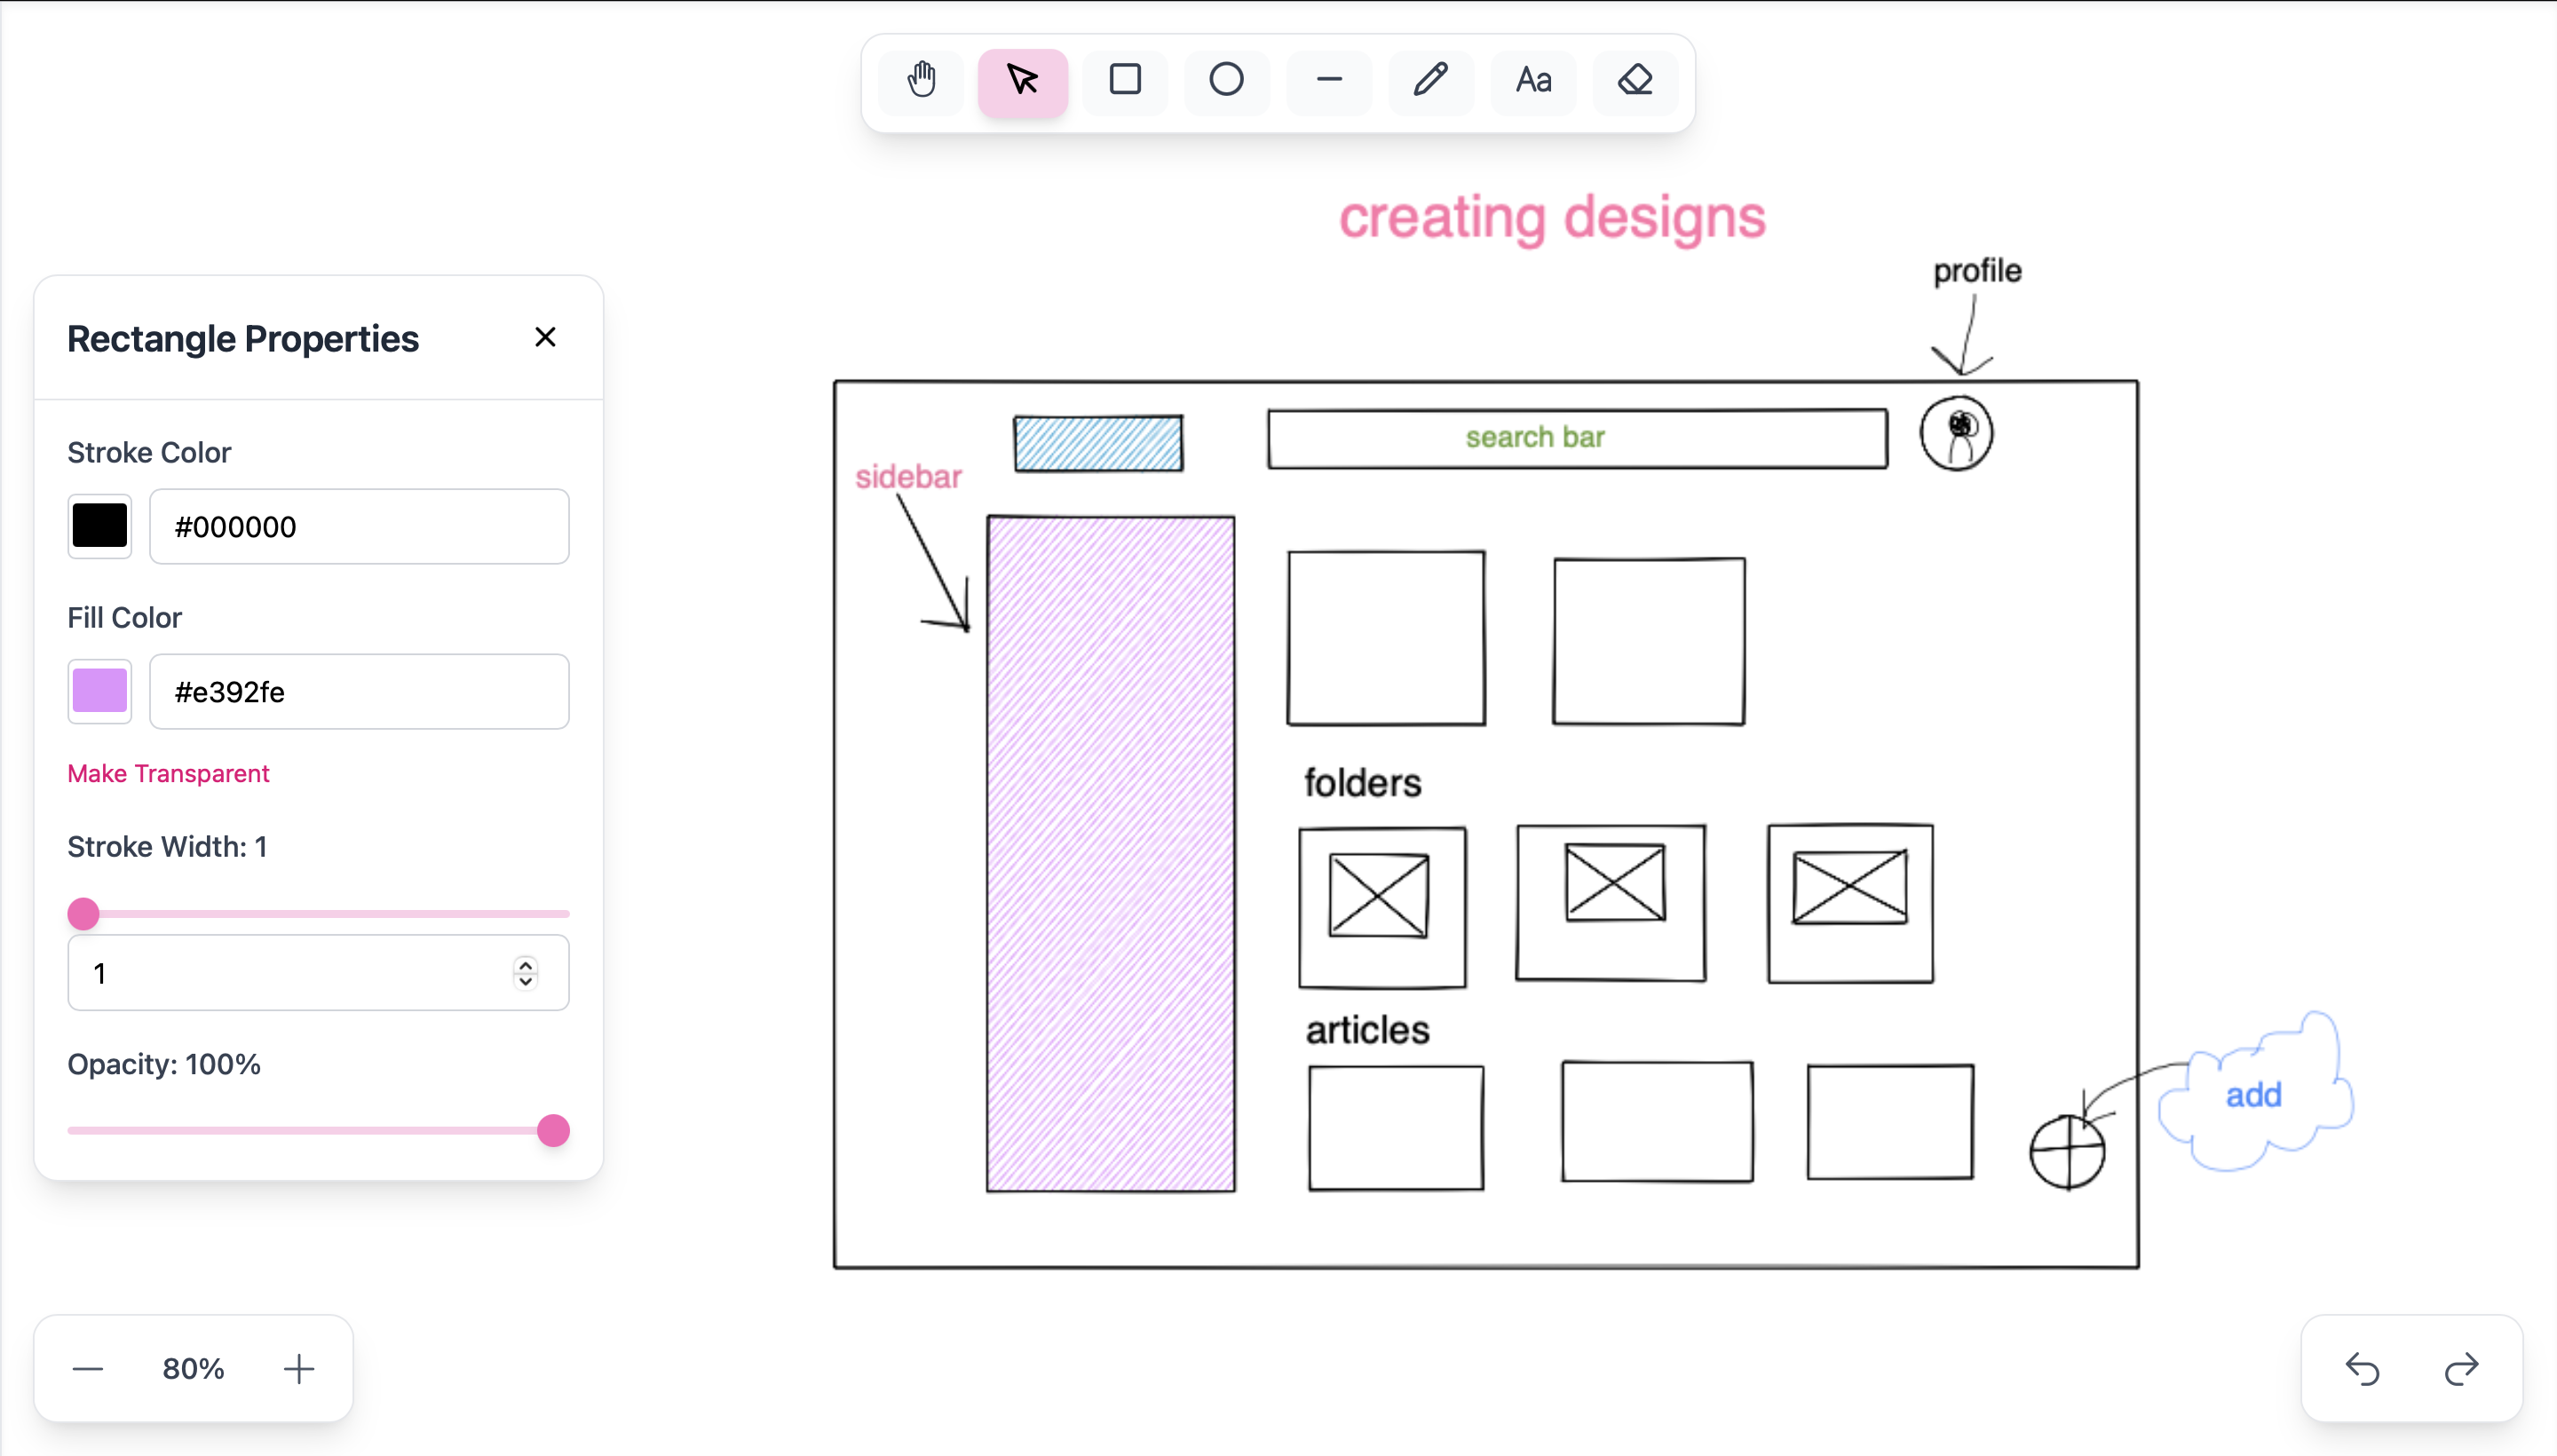 Aa
creating designs
profile
Rectangle Properties
search bar
Stroke Color
sidebar
#000000
Fill Color
#e392fe
Make Transparent
folders
Stroke Width: 1
1
articles
Opacity: 100%
add
80%